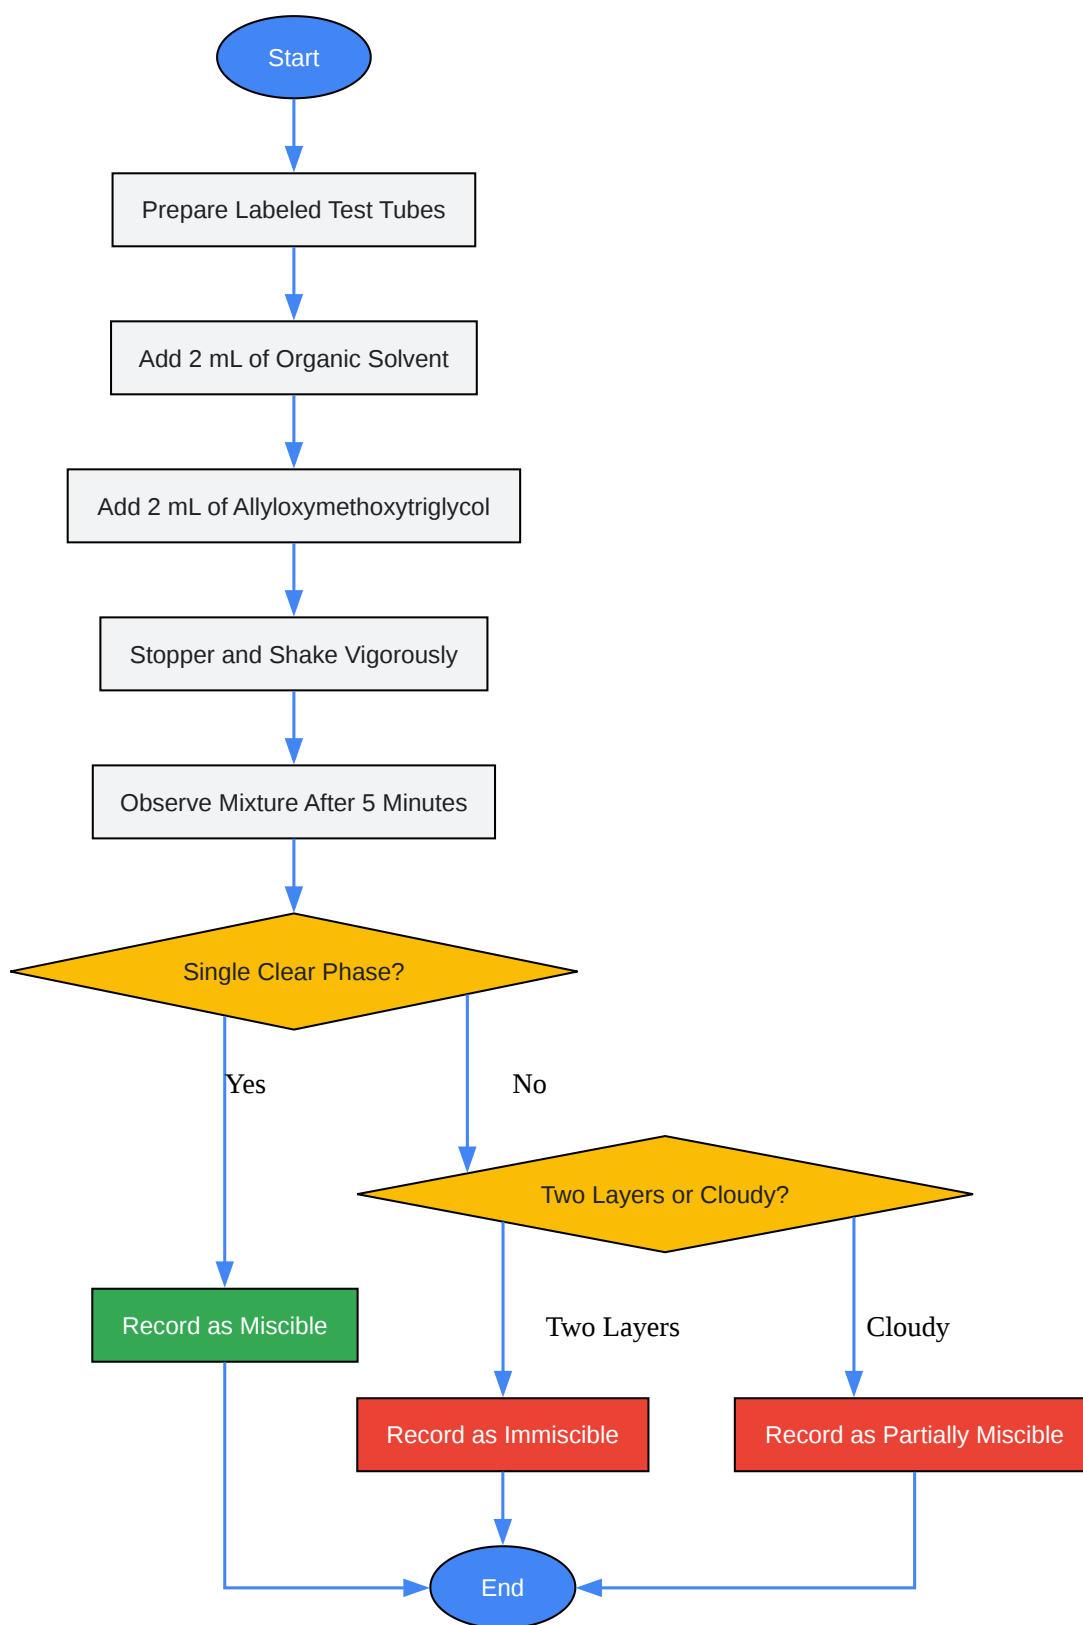 Start
Prepare Labeled Test Tubes
Add 2 mL of Organic Solvent
Add 2 mL of Allyloxymethoxytriglycol
Stopper and Shake Vigorously
Observe Mixture After 5 Minutes
Single Clear Phase?
Yes
No
Two Layers or Cloudy?
Record as Miscible
Two Layers
Cloudy
Record as Immiscible
Record as Partially Miscible
End